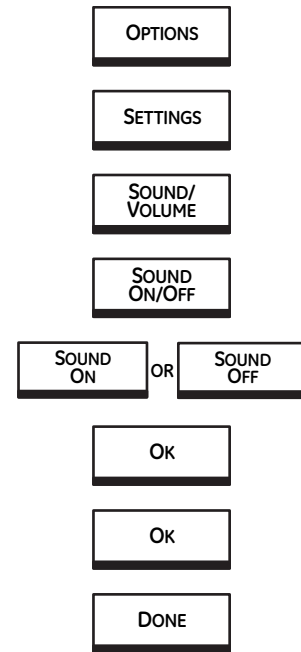 OPTIONS
SETTINGS
SOUND/
VOLUME
SOUND
ON/OFF
SOUND
ON
OR
SOUND
OFF
OK
OK
DONE